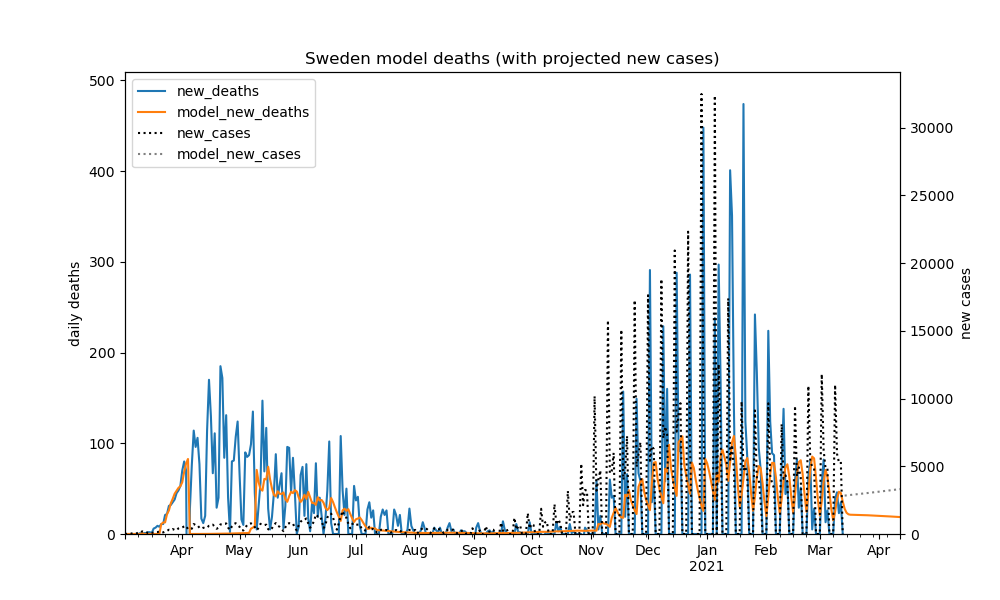 Sweden model deaths (with projected new cases)
new_deaths
model_new_deaths
new_cases
model_new_cases
500
400
300
200
100
0
daily deaths
30000
25000
20000
15000
10000
5000
0
new cases
Apr May Jun Jul Aug Sep Oct Nov Dec Jan Feb Mar Apr
2021